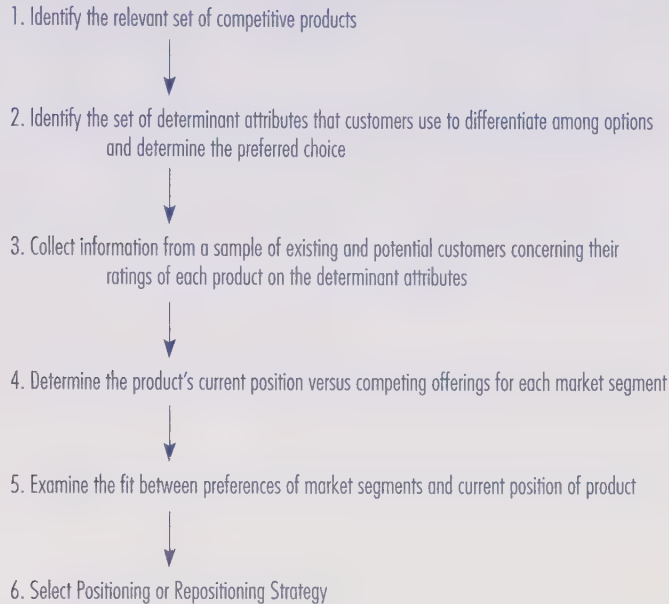 1. Identify the relevant set of competitive products
2. Identify the set of determinant attributes that customers use to differentiate among options
and determine the preferred choice
3. Collect information from a sample of existing and potential customers concerning their
ratings of each product on the determinant attributes
4. Determine the product's current position versus competing offerings for each market segment
5. Examine the fit between preferences of market segments and current position of product
6. Select Positioning or Repositioning Strategy